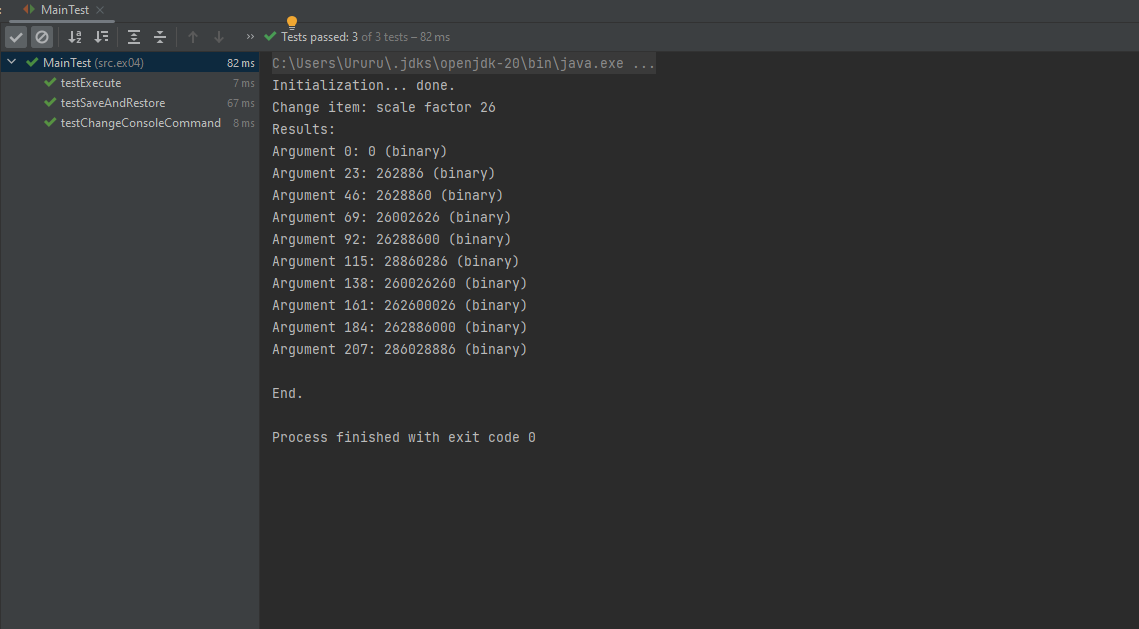 MainTest
Tests passed: 3 of 3 tests – 82 ms
MainTest (src.ex04) 82 ms
testExecute 7 ms
testSaveAndRestore 67 ms
testChangeConsoleCommand 8 ms
C:\Users\Ururu\.jdks\openjdk-20\bin\java.exe ...
Initialization... done.
Change item: scale factor 26
Results:
Argument 0: 0 (binary)
Argument 23: 262886 (binary)
Argument 46: 2628860 (binary)
Argument 69: 26002626 (binary)
Argument 92: 26288600 (binary)
Argument 115: 28860286 (binary)
Argument 138: 260026260 (binary)
Argument 161: 262600026 (binary)
Argument 184: 262886000 (binary)
Argument 207: 286028886 (binary)
End.
Process finished with exit code 0